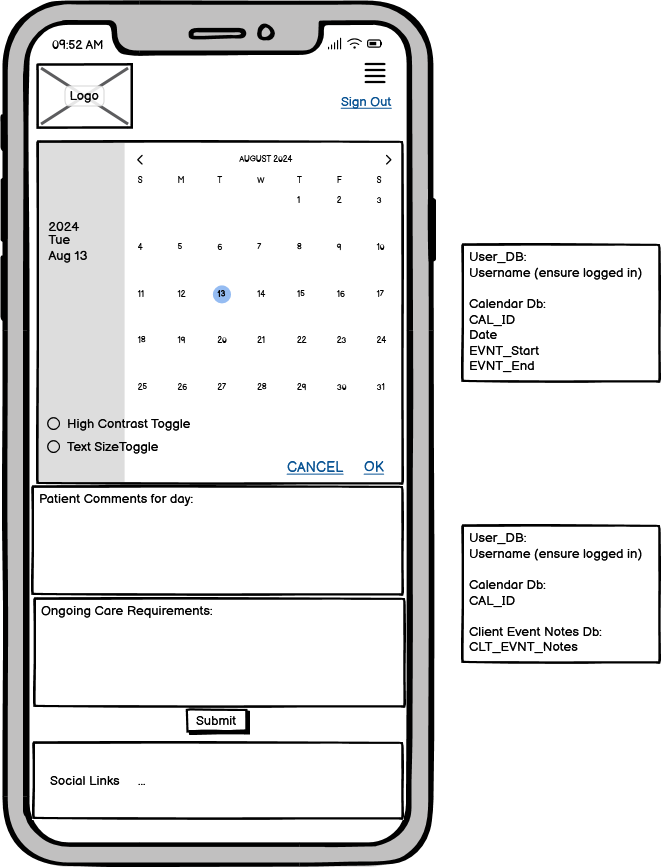 09:52 AM
Logo
Sign Out
AUGUST 2024
S M T W T F S
1 2 3
2024
Tue
Aug 13
4 5 6 7 8 9 10
11 12 13 14 15 16 17
18 19 20 21 22 23 24
25 26 27 28 29 30 31
High Contrast Toggle
Text SizeToggle
CANCEL OK
Patient Comments for day:
Ongoing Care Requirements:
Submit
Social Links ...
User_DB:
Username (ensure logged in)
Calendar Db:
CAL_ID
Date
EVNT_Start
EVNT_End
User_DB:
Username (ensure logged in)
Calendar Db:
CAL_ID
Client Event Notes Db:
CLT_EVNT_Notes